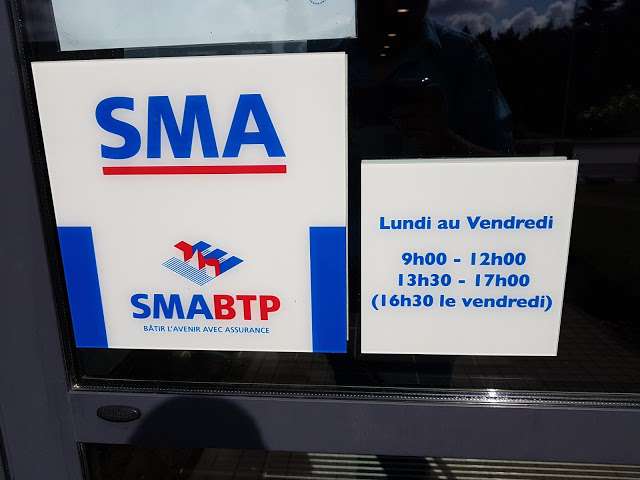 SMA
SMABTP
BÂTIR L'AVENIR AVEC ASSURANCE
Lundi au Vendredi
9h00 - 12h00
13h30 - 17h00
(16h30 le vendredi)